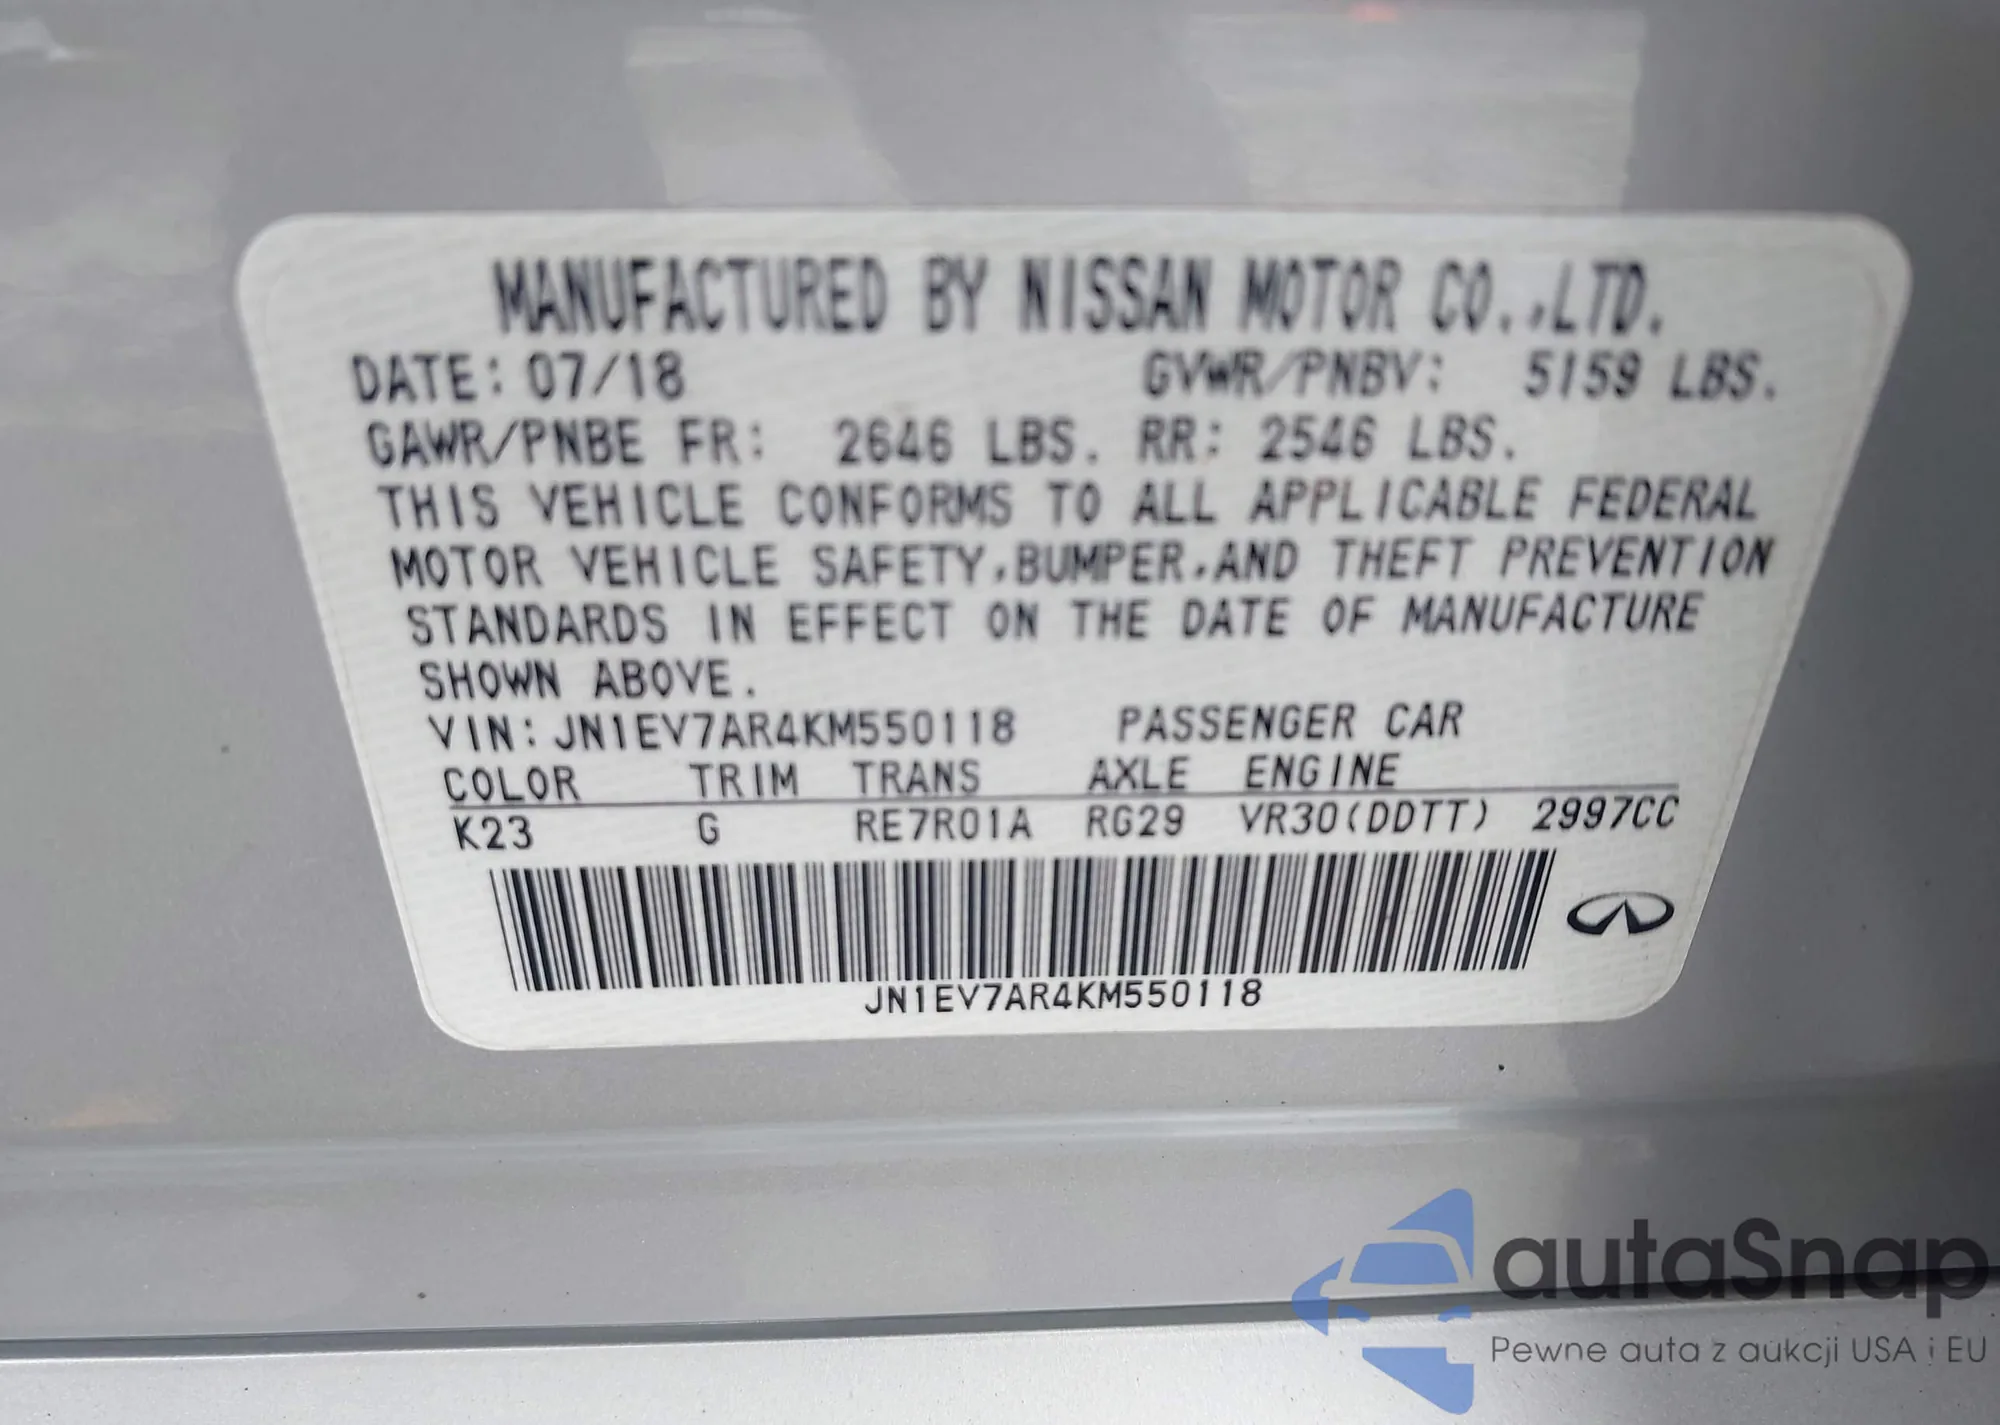 MANUFACTURED BY NISSAN MOTOR CO.,LTD.
DATE: 07/18 GVWR/PNBV: 5159 LBS.
GAWR/PNBE FR: 2646 LBS. RR: 2546 LBS.
THIS VEHICLE CONFORMS TO ALL APPLICABLE FEDERAL
MOTOR VEHICLE SAFETY,BUMPER,AND THEFT PREVENTION
STANDARDS IN EFFECT ON THE DATE OF MANUFACTURE
SHOWN ABOVE.
VIN: JN1EV7AR4KM550118 PASSENGER CAR
COLOR TRIM TRANS AXLE ENGINE
K23 G RE7R01A RG29 VR30(DDTT) 2997CC
JN1EV7AR4KM550118
autaSnap
Pewne auta z aukcji USA i EU